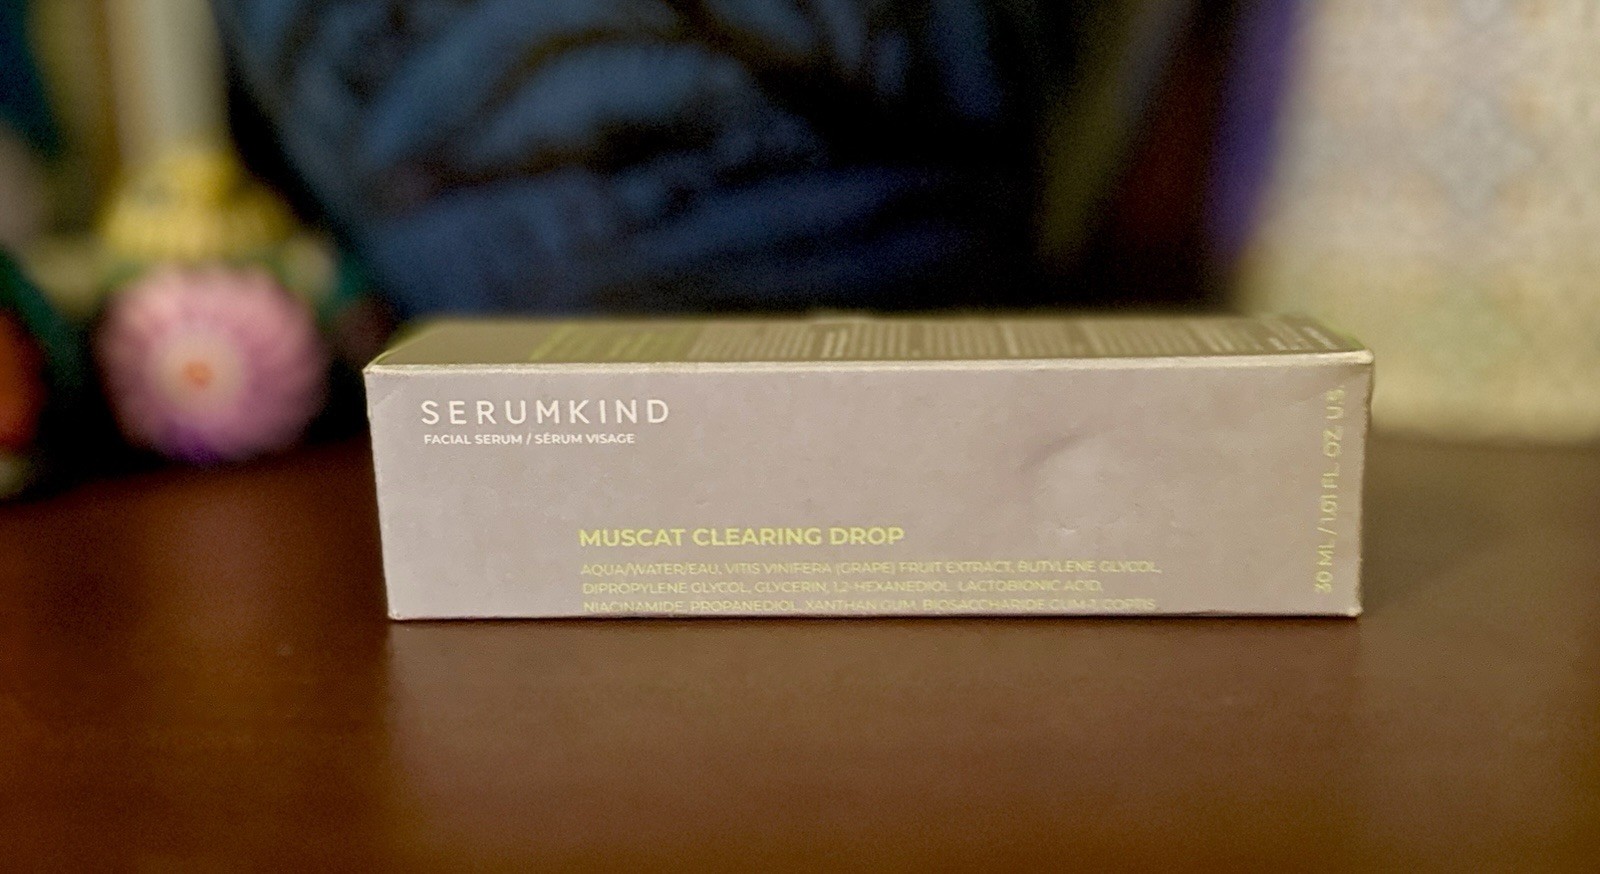 SERUMKIND
FACIAL SERUM / SÉRUM VISAGE
MUSCAT CLEARING DROP
AQUA/WATER/EAU, VITIS VINIFERA (GRAPE) FRUIT EXTRACT, BUTYLENE GLYCOL,
DIPROPYLENE GLYCOL, GLYCERIN, 1,2-HEXANEDIOL, LACTOBIONIC ACID,
NIACINAMIDE, PROPANEDIOL, XANTHAN GUM, BIOSACCHARIDE GUM-1, COPTIS
30 ML / 1.01 FL. OZ. U.S.